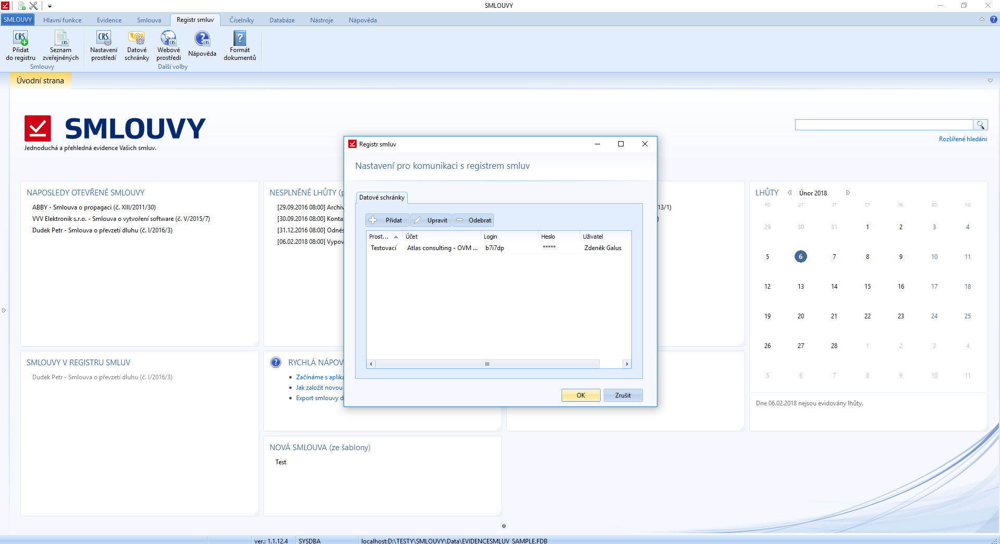 SMLOUVY
SMLOUVY
Hlavní funkce
Evidence
Smlouva
Registr smluv
Číselníky
Databáze
Nástroje
Nápověda
CRS
Přidat
do registru
CRS
Seznam
zveřejněných
Smlouvy
CRS
Nastavení
prostředí
Datové
schránky
CRS
Webové
prostředí
CRS
Nápověda
Formát
dokumentů
Další volby
Úvodní strana
SMLOUVY
Jednoduchá a přehledná evidence Vašich smluv.
Rozšířené hledání
NAPOSLEDY OTEVŘENÉ SMLOUVY
ABBY - Smlouva o propagaci (č. XIII/2011/30)
VVV Elektronik s.r.o. - Smlouva o vytvoření software (č. V/2015/7)
Dudek Petr - Smlouva o převzetí dluhu (č. I/2016/3)
NESPLNĚNÉ LHŮTY (p
[29.09.2016 08:00] Archiv
[30.09.2016 08:00] Konta
[31.12.2016 08:00] Odnés
[06.02.2018 08:00] Vypov
13/1)
)
Registr smluv
Nastavení pro komunikaci s registrem smluv
Datové schránky
Přidat
Upravit
Odebrat
Prost... Účet Login Heslo Uživatel
Testovací Atlas consulting - OVM ... b7i7dp ***** Zdeněk Galus
OK
Zrušit
LHŮTY
Únor 2018
PO ÚT ST ČT PÁ SO NE
29 30 31 1 2 3 4
5 6 7 8 9 10 11
12 13 14 15 16 17 18
19 20 21 22 23 24 25
26 27 28 1 2 3 4
5 6 7 8 9 10 11
Dne 06.02.2018 nejsou evidovány lhůty.
SMLOUVY V REGISTRU SMLUV
Dudek Petr - Smlouva o převzetí dluhu (č. I/2016/3)
RYCHLÁ NÁPOV
• Začínáme s aplika
• Jak založit novou
• Export smlouvy d
NOVÁ SMLOUVA (ze šablony)
Test
ver.: 1.1.12.4
SYSDBA
localhost:D:\TESTY\SMLOUVY\Data\EVIDENCESMLUV_SAMPLE.FDB